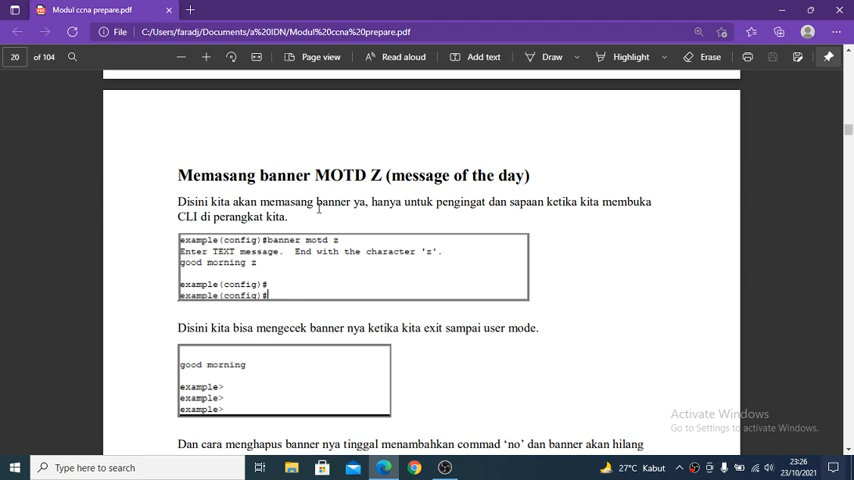 Modul ccna prepare.pdf
File
C:/Users/faradj/Documents/a%20IDN/Modul%20ccna%20prepare.pdf
20 of 104
Page view
Read aloud
Add text
Draw
Highlight
Erase
Memasang banner MOTD Z (message of the day)
Disini kita akan memasang banner ya, hanya untuk pengingat dan sapaan ketika kita membuka
CLI di perangkat kita.
example(config)#banner motd z
Enter TEXT message.  End with the character 'z'.
good morning z
example(config)#
example(config)#
Disini kita bisa mengecek banner nya ketika kita exit sampai user mode.
good morning
example>
example>
example>
Dan cara menghapus banner nya tinggal menambahkan commad ‘no’ dan banner akan hilang
Activate Windows
Go to Settings to activate Windows.
Type here to search
27°C Kabut
23:26
23/10/2021